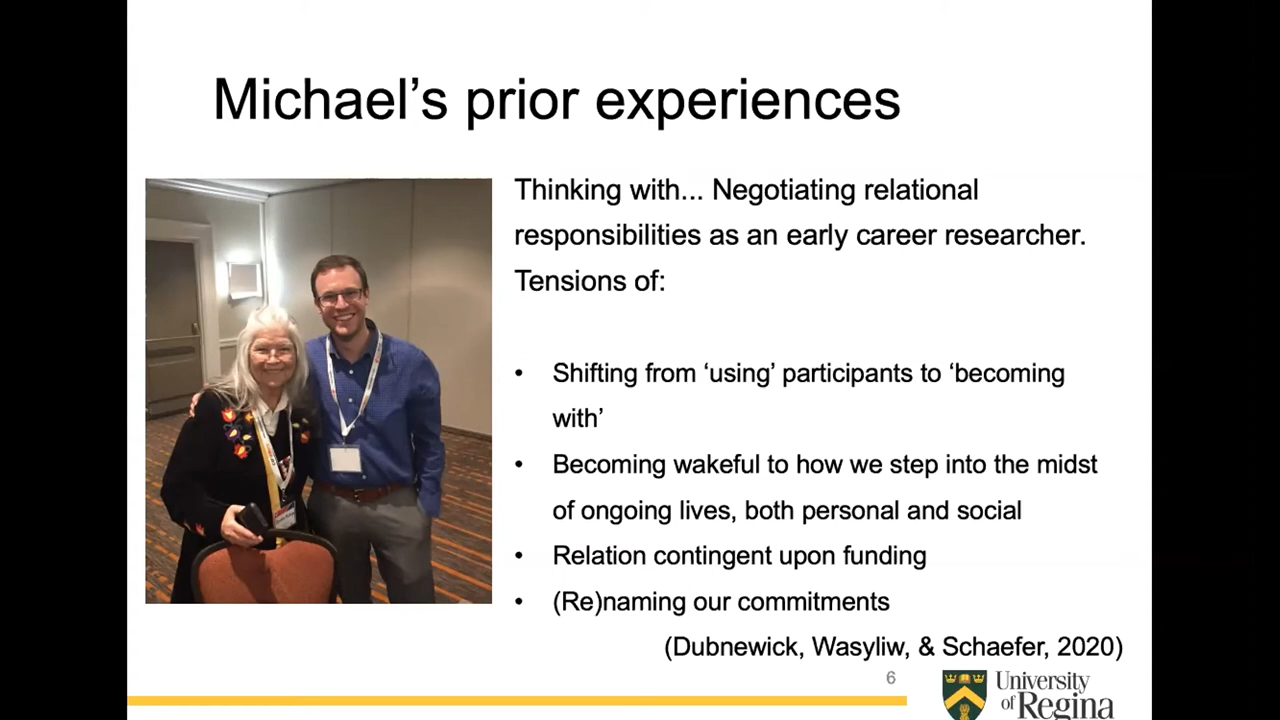 Michael’s prior experiences
Thinking with... Negotiating relational
responsibilities as an early career researcher.
Tensions of:
• Shifting from ‘using’ participants to ‘becoming
with’
• Becoming wakeful to how we step into the midst
of ongoing lives, both personal and social
• Relation contingent upon funding
• (Re)naming our commitments
(Dubnewick, Wasyliw, & Schaefer, 2020)
6
University
of Regina